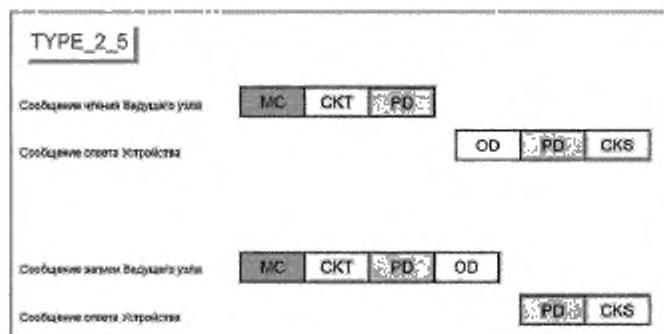 TYPE_2_5
Сообщение чтения Ведущего узла MC CKT PD
Сообщение ответа Устройства OD PD CKS
Сообщение записи Ведущего узла MC CKT PD OD
Сообщение ответа Устройства PD CKS